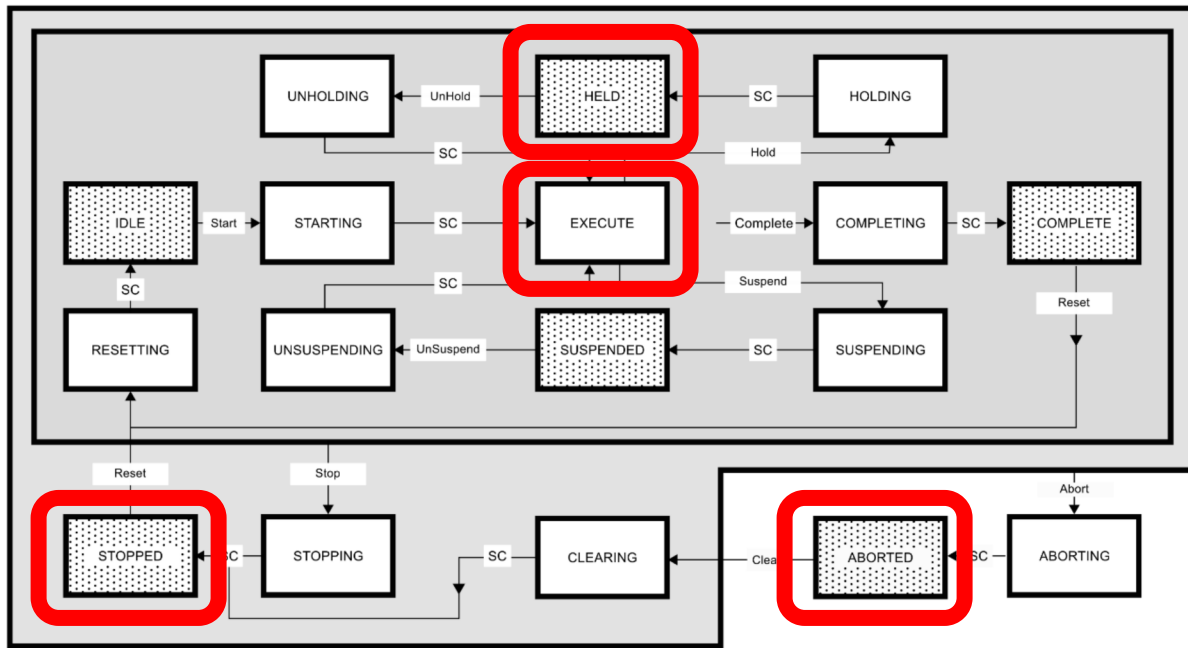 UNHOLDING
UnHold
HELD
SC
HOLDING
SC
Hold
IDLE
Start
STARTING
SC
EXECUTE
Complete
COMPLETING
SC
COMPLETE
SC
SC
Suspend
Reset
RESETTING
UNSUSPENDING
UnSuspend
SUSPENDED
SC
SUSPENDING
Reset
Stop
Abort
STOPPED
SC
STOPPING
SC
CLEARING
Clea
ABORTED
SC
ABORTING